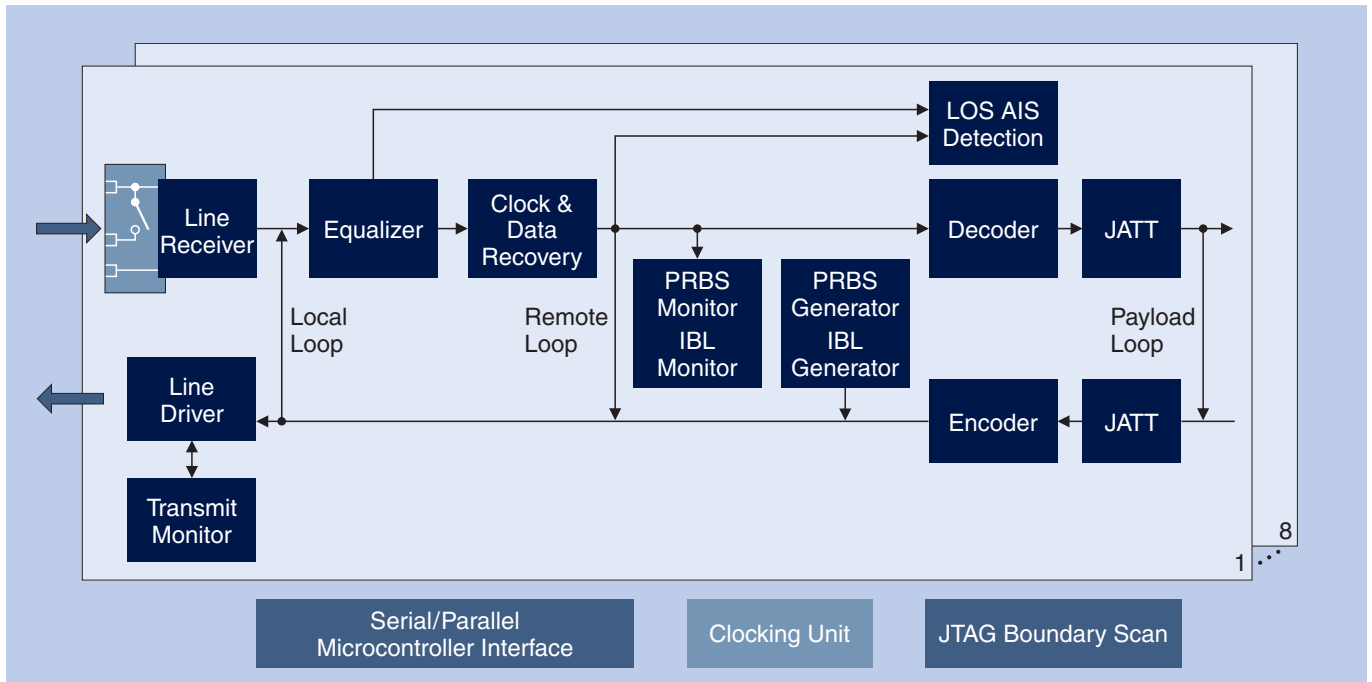 LOS AIS
Detection
Line
Receiver
Equalizer
Clock &
Data
Recovery
Decoder
JATT
PRBS
Monitor
IBL
Monitor
PRBS
Generator
IBL
Generator
Local
Loop
Remote
Loop
Payload
Loop
Line
Driver
Encoder
JATT
Transmit
Monitor
8
1
Serial/Parallel
Microcontroller Interface
Clocking Unit
JTAG Boundary Scan